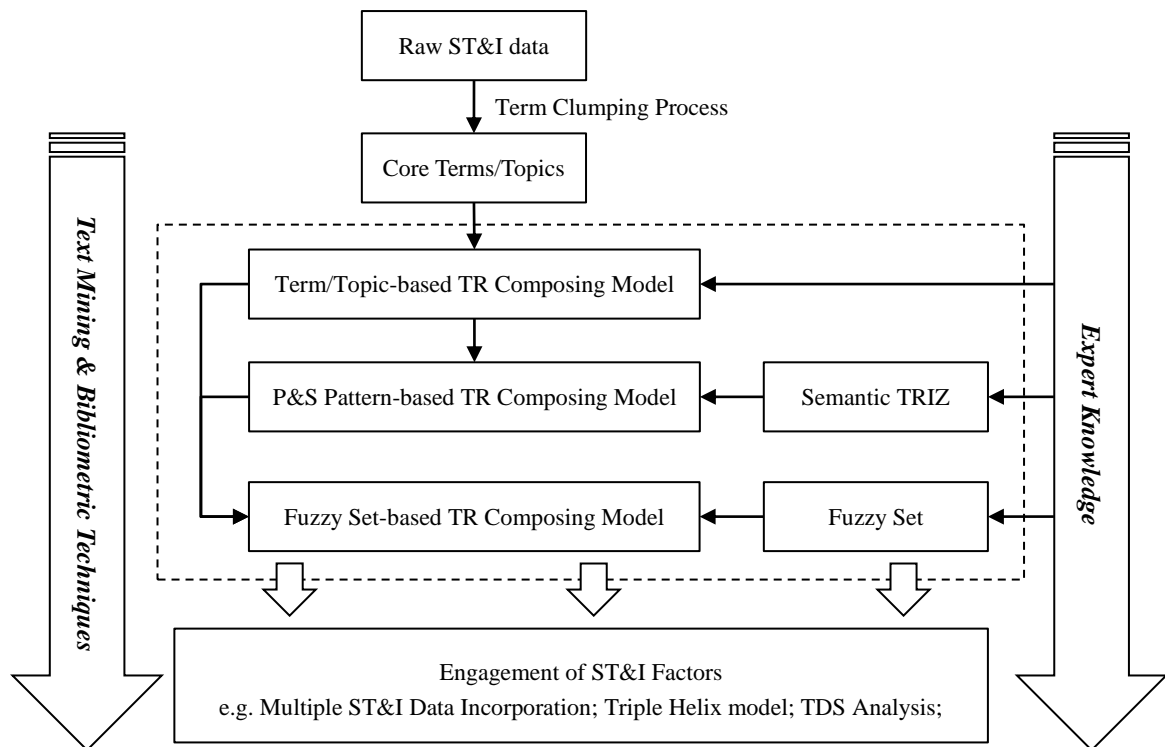 Raw ST&I data
Term Clumping Process
Core Terms/Topics
Text Mining & Bibliometric Techniques
Term/Topic-based TR Composing Model
P&S Pattern-based TR Composing Model
Semantic TRIZ
Fuzzy Set-based TR Composing Model
Fuzzy Set
Expert Knowledge
Engagement of ST&I Factors
e.g. Multiple ST&I Data Incorporation; Triple Helix model; TDS Analysis;